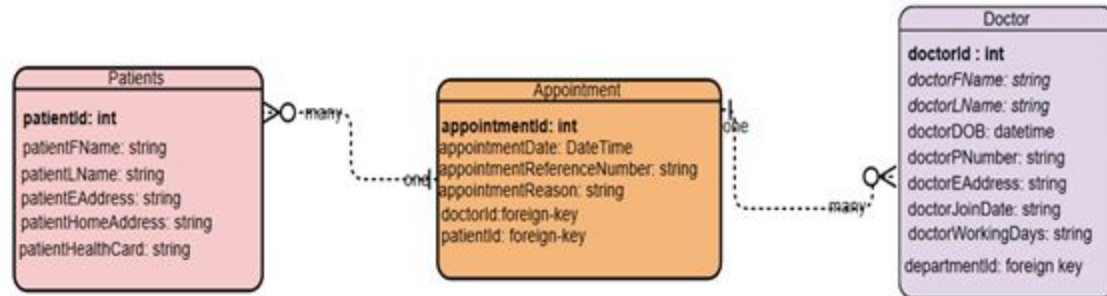 Patients
patientId: int
patientFName: string
patientLName: string
patientEAddress: string
patientHomeAddress: string
patientHealthCard: string
many
one
Appointment
appointmentId: int
appointmentDate: DateTime
appointmentReferenceNumber: string
appointmentReason: string
doctorId:foreign-key
patientId: foreign-key
one
many
Doctor
doctorId : int
doctorFName: string
doctorLName: string
doctorDOB: datetime
doctorPNumber: string
doctorEAddress: string
doctorJoinDate: string
doctorWorkingDays: string
departmentId: foreign key